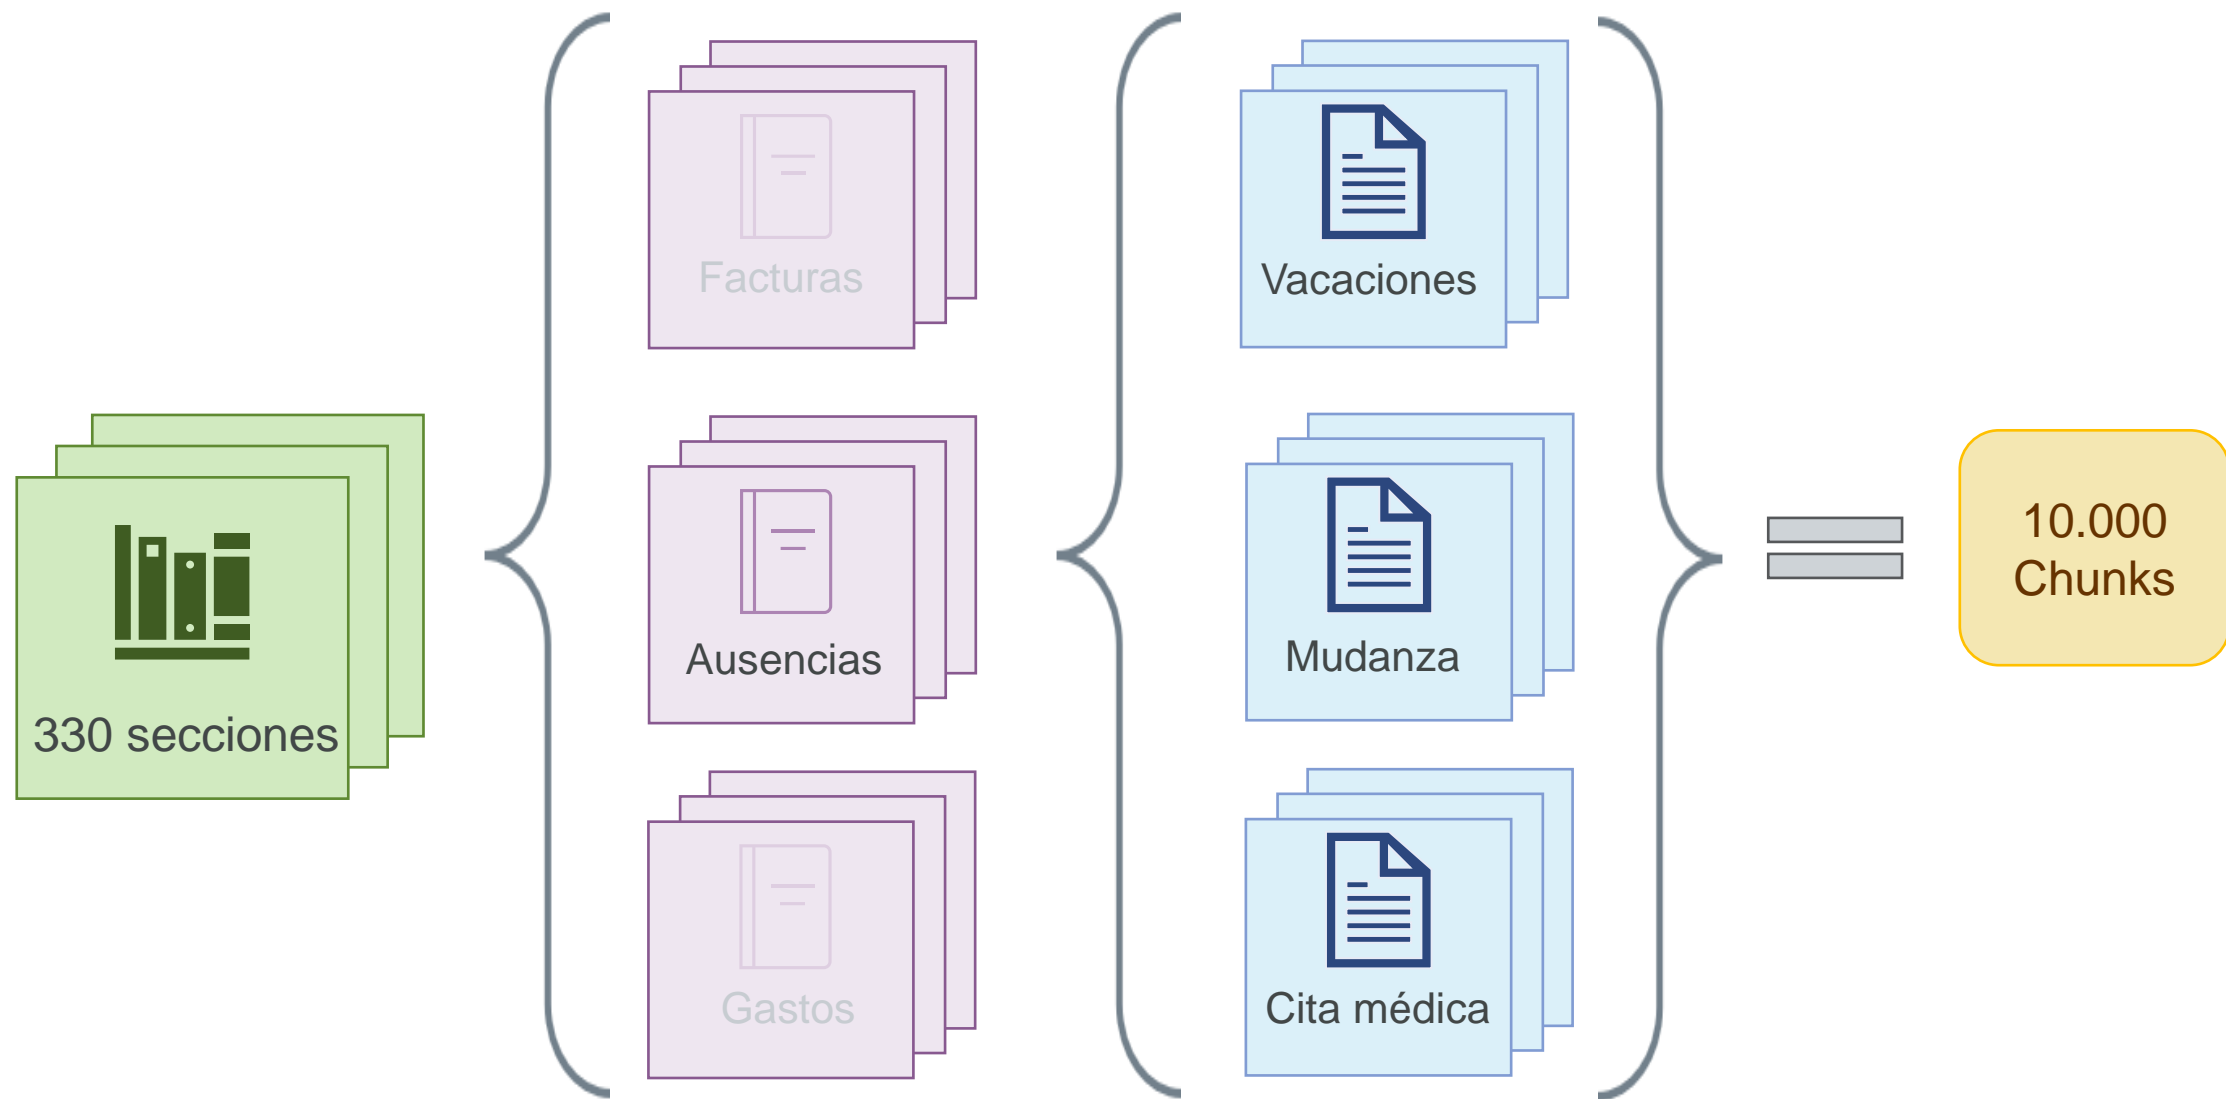 330 secciones
Facturas
Ausencias
Gastos
Vacaciones
Mudanza
Cita médica
10.000
Chunks